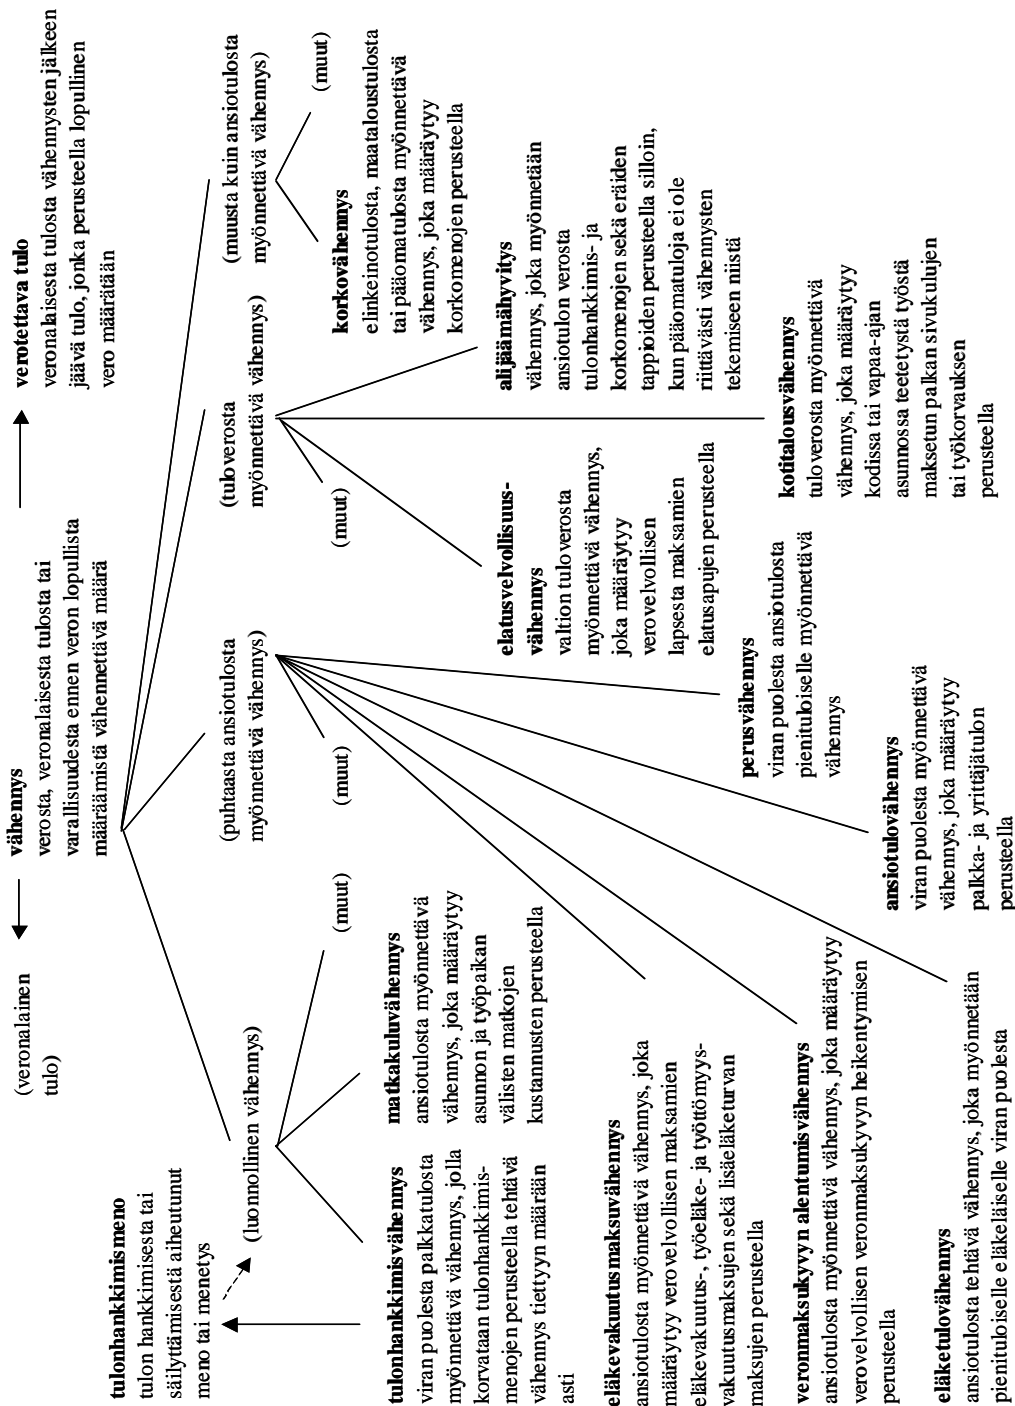 (veronalainen
tulo)
vähennys
verosta, veronalaisesta tulosta tai
varallisuudesta ennen veron lopullista
määräämistä vähennettävä määrä
verotettava tulo
veronalaisesta tulosta vähennysten jälkeen
jäävä tulo, jonka perusteella lopullinen
vero määrätään
tulonhankkimismeno
tulon hankkimisesta tai
säilyttämisestä aiheutunut
meno tai menetys
(luonnollinen vähennys)
(puhtaasta ansiotulosta
myönnettävä vähennys)
(tuloverosta
myönnettävä vähennys)
(muusta kuin ansiotulosta
myönnettävä vähennys)
(muut)
(muut)
(muut)
(muut)
tulonhankkimisvähennys
viran puolesta palkkatulosta
myönnettävä vähennys, jolla
korvataan tulonhankkimis-
menojen perusteella tehtävä
vähennys tiettyyn määrään
asti
matkakuluvähennys
ansiotulosta myönnettävä
vähennys, joka määräytyy
asunnon ja työpaikan
välisten matkojen
kustannusten perusteella
korkovähennys
elinkeinotulosta, maataloustulosta
tai pääomatulosta myönnettävä
vähennys, joka määräytyy
korkomenojen perusteella
elatusvelvollisuus-
vähennys
valtion tuloverosta
myönnettävä vähennys,
joka määräytyy
verovelvollisen
lapsesta maksamien
elatusapujen perusteella
alijäämähyvitys
vähennys, joka myönnetään
ansiotulon verosta
tulonhankkimis- ja
korkomenojen sekä eräiden
tappioiden perusteella silloin,
kun pääomatuloja ei ole
riittävästi vähennysten
tekemiseen niistä
eläkevakuutusmaksuvähennys
ansiotulosta myönnettävä vähennys, joka
määräytyy verovelvollisen maksamien
eläkevakuutus-, työeläke- ja työttömyys-
vakuutusmaksujen sekä lisäeläketurvan
maksujen perusteella
perusvähennys
viran puolesta ansiotulosta
pienituloiselle myönnettävä
vähennys
kotitalousvähennys
tuloverosta myönnettävä
vähennys, joka määräytyy
kodissa tai vapaa-ajan
asunnossa teetetystä työstä
maksetun palkan sivukulujen
tai työkorvauksen
perusteella
veronmaksukyvyn alentumisvähennys
ansiotulosta myönnettävä vähennys, joka määräytyy
verovelvollisen veronmaksukyvyn heikentymisen
perusteella
ansiotulovähennys
viran puolesta myönnettävä
vähennys, joka määräytyy
palkka- ja yrittäjätulon
perusteella
eläketulovähennys
ansiotulosta tehtävä vähennys, joka myönnetään
pienituloiselle eläkeläiselle viran puolesta